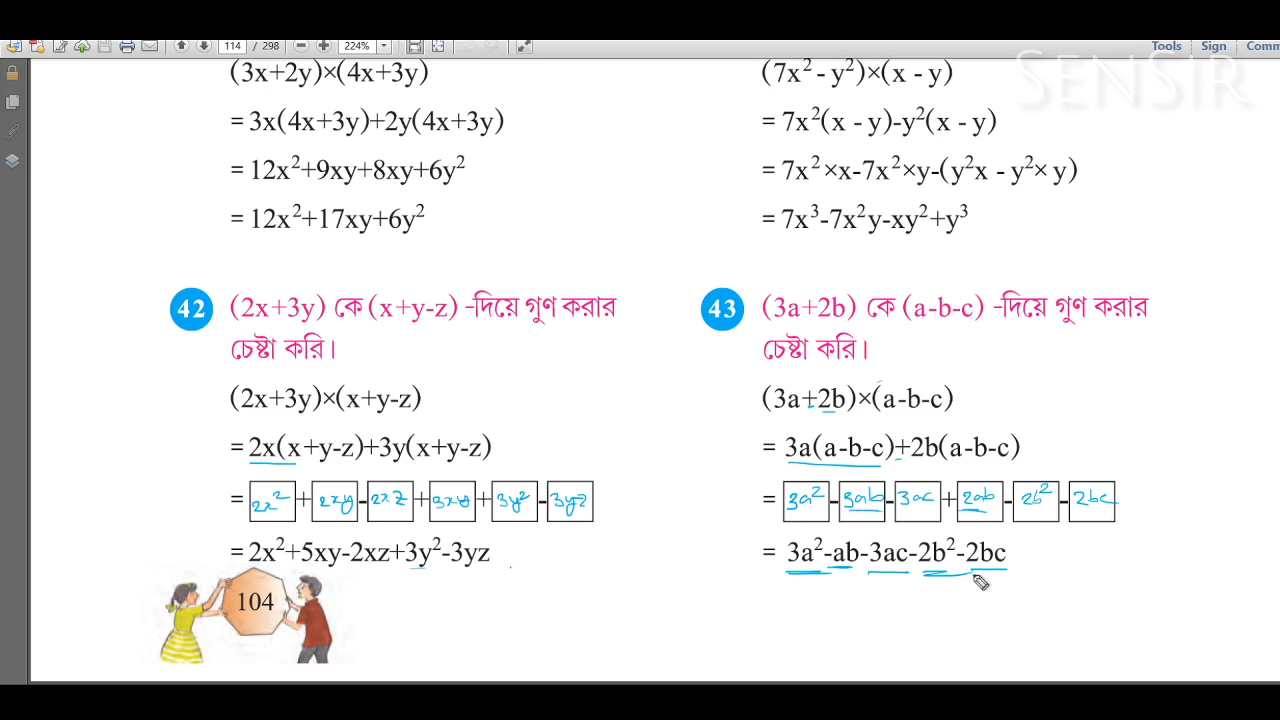 114 / 298 224% Tools Sign Comm
SENSIR
(3x+2y)×(4x+3y)
= 3x(4x+3y)+2y(4x+3y)
= 12x²+9xy+8xy+6y²
= 12x²+17xy+6y²
(7x² - y²)×(x - y)
= 7x²(x - y)-y²(x - y)
= 7x²×x-7x²×y-(y²x - y²× y)
= 7x³-7x²y-xy²+y³
42 (2x+3y) কে (x+y-z) -দিয়ে গুণ করার
চেষ্টা করি।
(2x+3y)×(x+y-z)
= 2x(x+y-z)+3y(x+y-z)
= 2x² + 2xy - 2xz + 3xy + 3y² - 3yz
= 2x²+5xy-2xz+3y²-3yz
104
43 (3a+2b) কে (a-b-c) -দিয়ে গুণ করার
চেষ্টা করি।
(3a+2b)×(a-b-c)
= 3a(a-b-c)+2b(a-b-c)
= 3a² - 3ab - 3ac + 2ab - 2b² - 2bc
= 3a²-ab-3ac-2b²-2bc